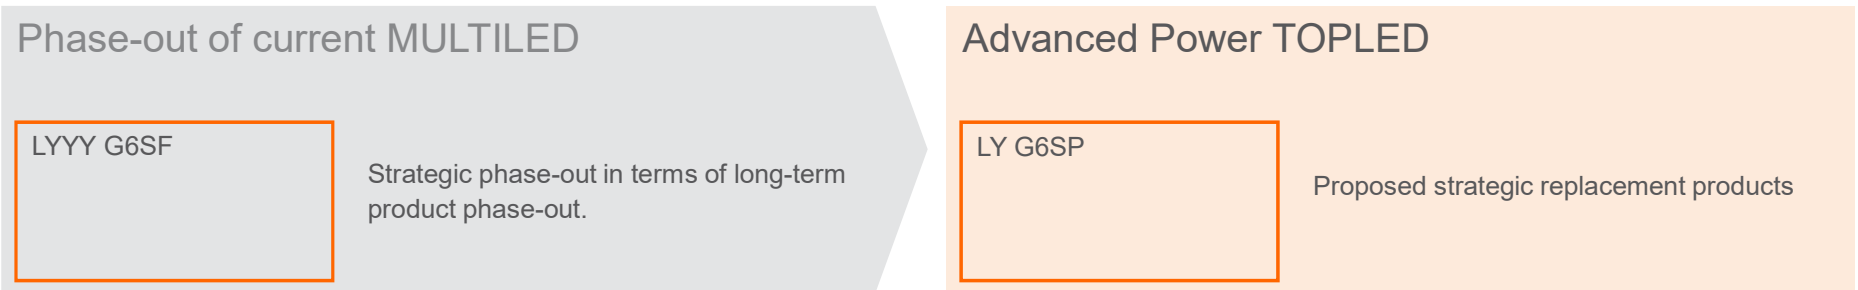 Phase-out of current MULTILED
LYYY G6SF
Strategic phase-out in terms of long-term
product phase-out.
Advanced Power TOPLED
LY G6SP
Proposed strategic replacement products